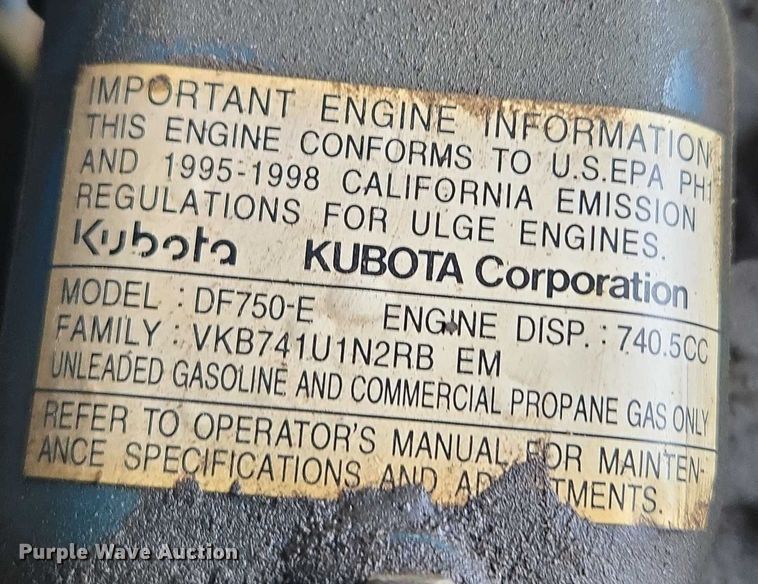 IMPORTANT ENGINE INFORMATION
THIS ENGINE CONFORMS TO U.S.EPA PH1
AND 1995-1998 CALIFORNIA EMISSION
REGULATIONS FOR ULGE ENGINES.
Kubota KUBOTA Corporation
MODEL : DF750-E ENGINE DISP. : 740.5CC
FAMILY : VKB741U1N2RB EM
UNLEADED GASOLINE AND COMMERCIAL PROPANE GAS ONLY
REFER TO OPERATOR'S MANUAL FOR MAINTEN-
ANCE SPECIFICATIONS AND AD TMENTS.
Purple Wave Auction